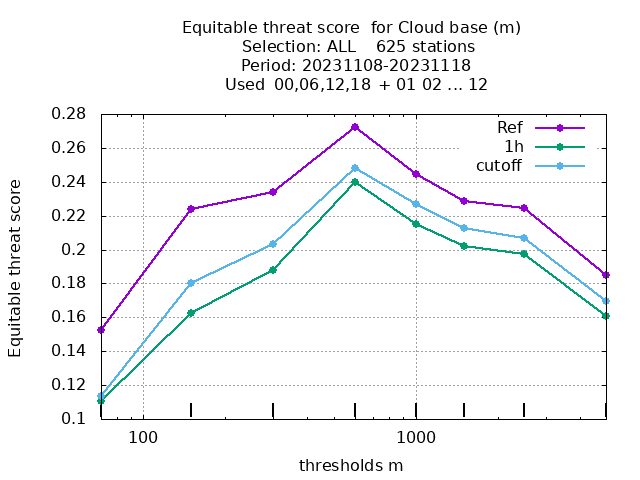 Equitable threat score  for Cloud base (m)
Selection: ALL    625 stations
Period: 20231108-20231118
Used  00,06,12,18  + 01 02 ... 12
Ref
1h
cutoff
Equitable threat score
0.28
0.26
0.24
0.22
0.2
0.18
0.16
0.14
0.12
0.1
100
1000
thresholds m